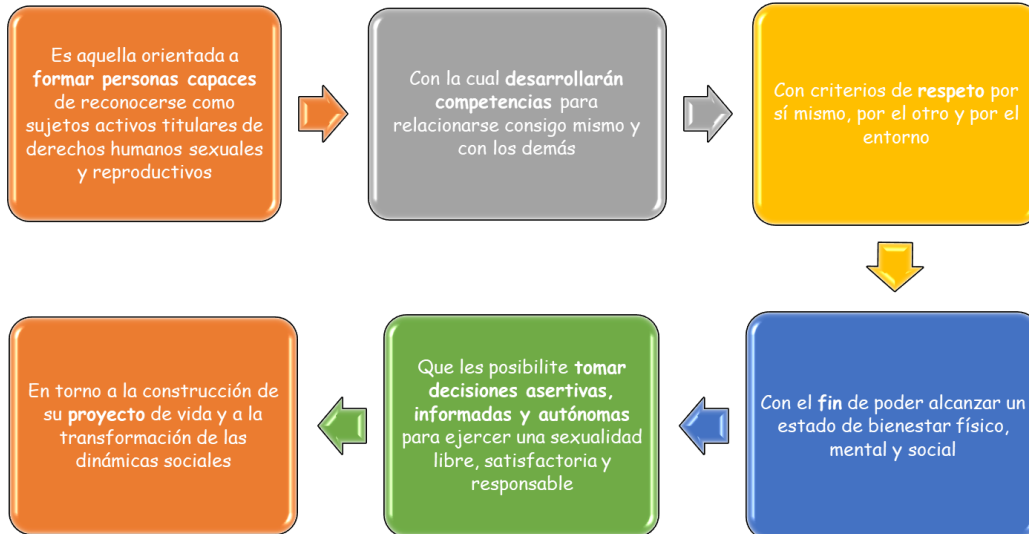 Es aquella orientada a
formar personas capaces
de reconocerse como
sujetos activos titulares de
derechos humanos sexuales
y reproductivos
Con la cual desarrollarán
competencias para
relacionarse consigo mismo y
con los demás
Con criterios de respeto por
sí mismo, por el otro y por el
entorno
Con el fin de poder alcanzar un
estado de bienestar físico,
mental y social
Que les posibilite tomar
decisiones asertivas,
informadas y autónomas
para ejercer una sexualidad
libre, satisfactoria y
responsable
En torno a la construcción de
su proyecto de vida y a la
transformación de las
dinámicas sociales